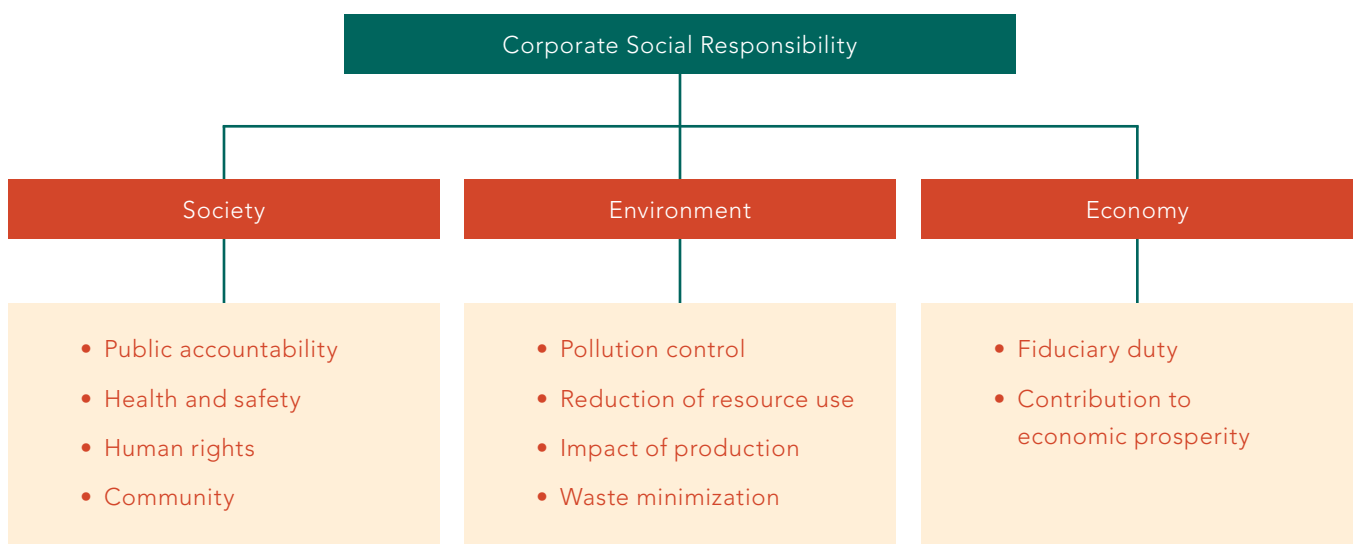 Corporate Social Responsibility
Society
Environment
Economy
• Public accountability
• Health and safety
• Human rights
• Community
• Pollution control
• Reduction of resource use
• Impact of production
• Waste minimization
• Fiduciary duty
• Contribution to
economic prosperity